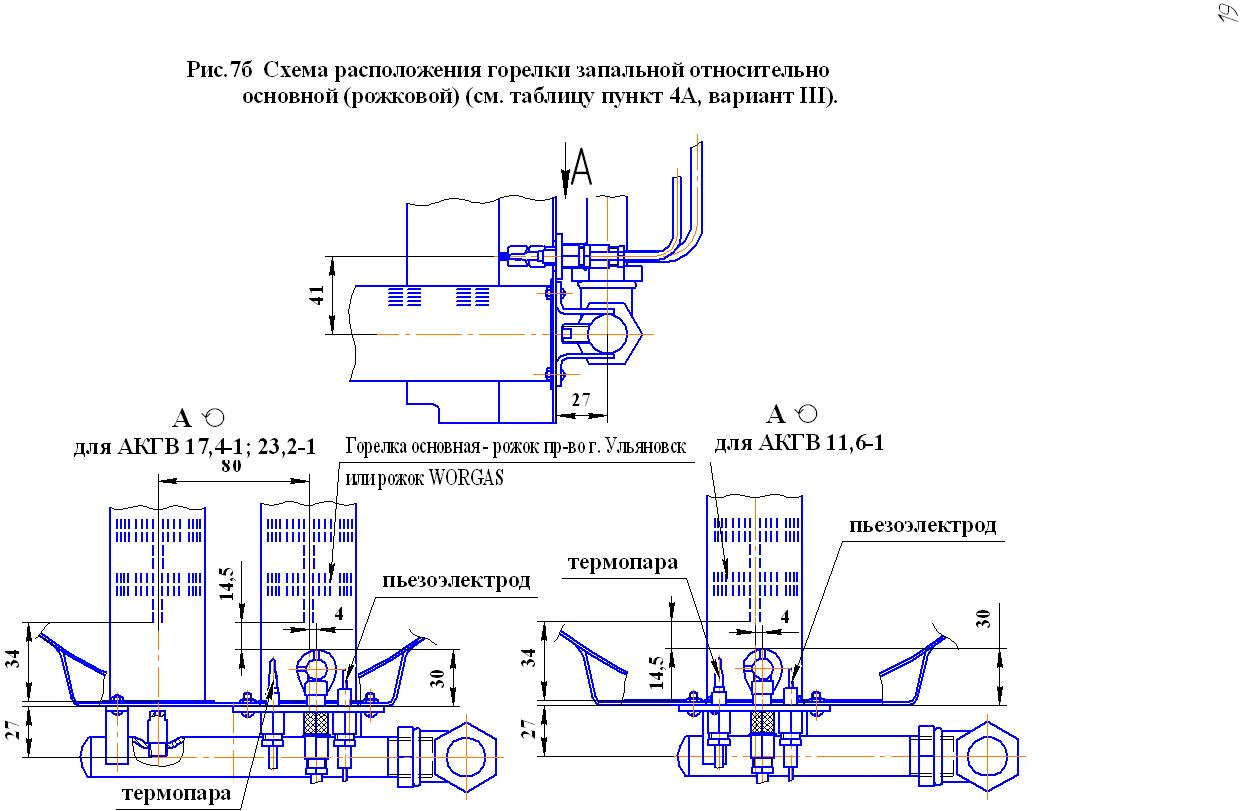 19
Рис.7б Схема расположения горелки запальной относительно
основной (рожковой) (см. таблицу пункт 4А, вариант III).
А
41
27
А
для АКГВ 17,4-1; 23,2-1
80
Горелка основная - рожок пр-во г. Ульяновск
или рожок WORGAS
А
для АКГВ 11,6-1
пьезоэлектрод
термопара
14,5
пьезоэлектрод
4
34
30
27
термопара
4
30
34
14,5
27